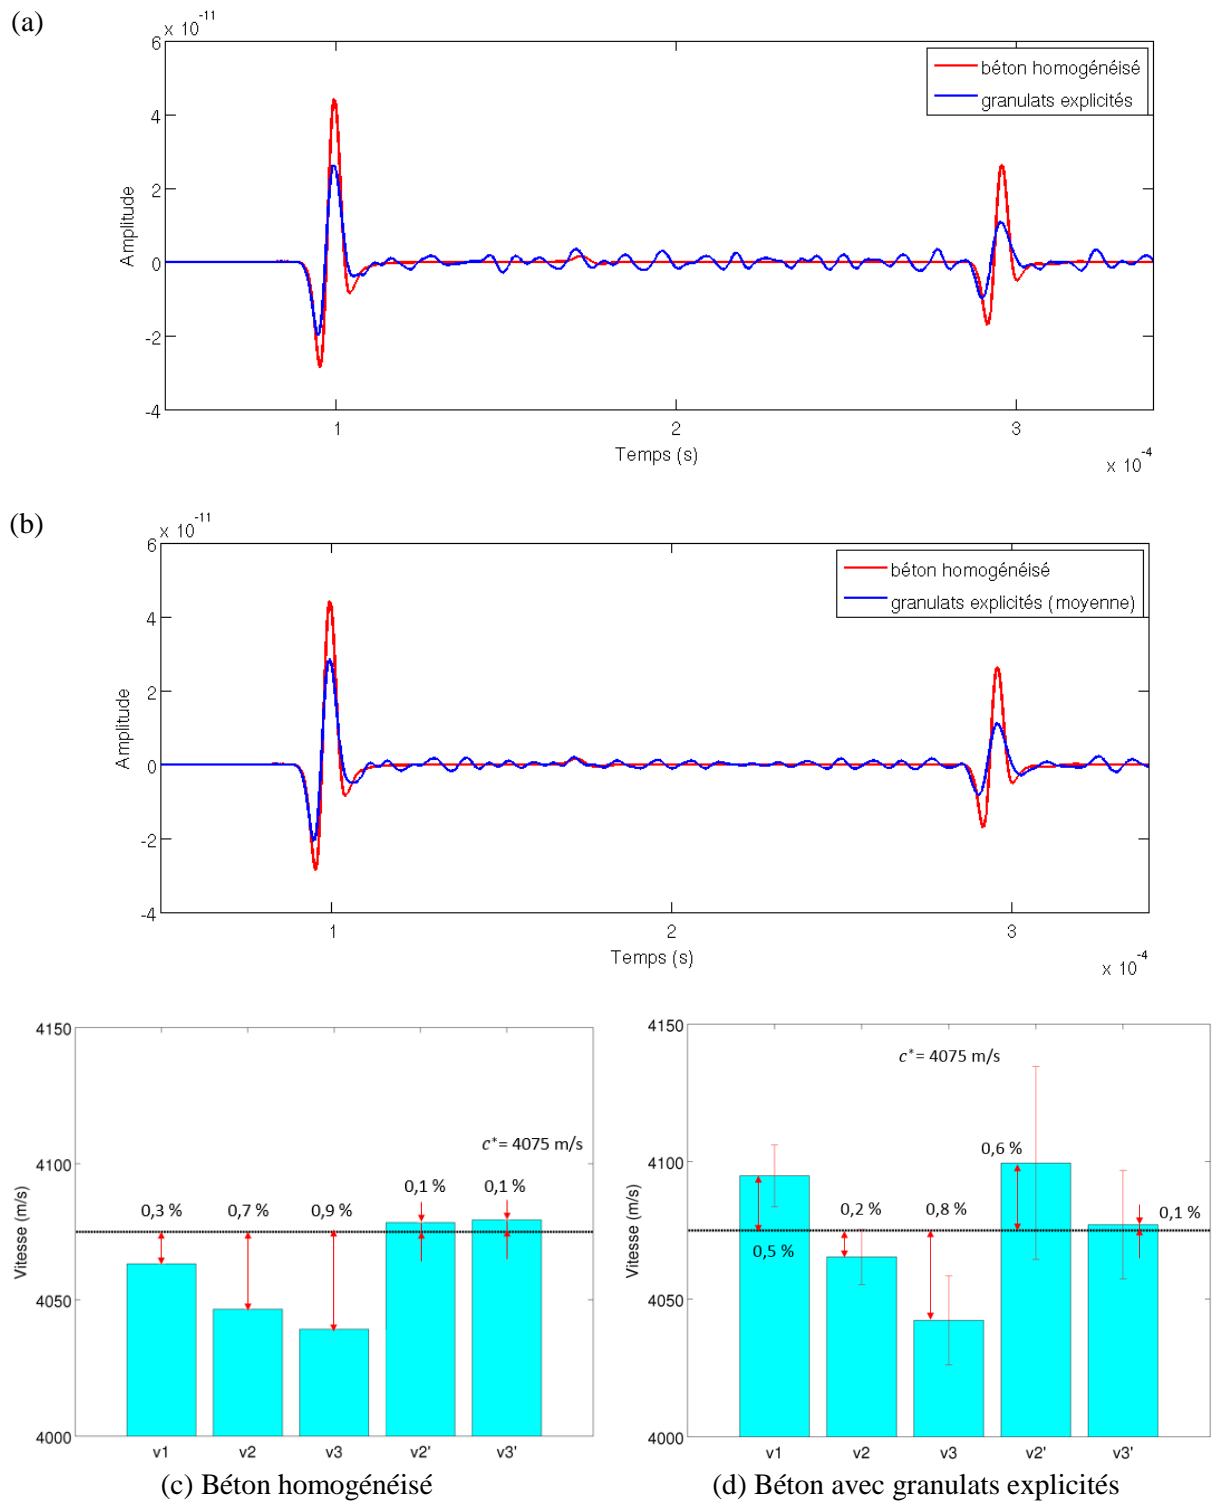 (a)
x 10^-11
6
4
2
0
-2
-4
Amplitude
béton homogénéisé
granulats explicités
1 2 3
Temps (s)
x 10^-4
(b)
x 10^-11
6
4
2
0
-2
-4
Amplitude
béton homogénéisé
granulats explicités (moyenne)
1 2 3
Temps (s)
x 10^-4
4150
4100
4050
4000
Vitesse (m/s)
c*= 4075 m/s
0,3 % 0,7 % 0,9 % 0,1 % 0,1 %
v1 v2 v3 v2' v3'
(c) Béton homogénéisé
4150
4100
4050
4000
Vitesse (m/s)
c*= 4075 m/s
0,5 % 0,2 % 0,8 % 0,6 % 0,1 %
v1 v2 v3 v2' v3'
(d) Béton avec granulats explicités